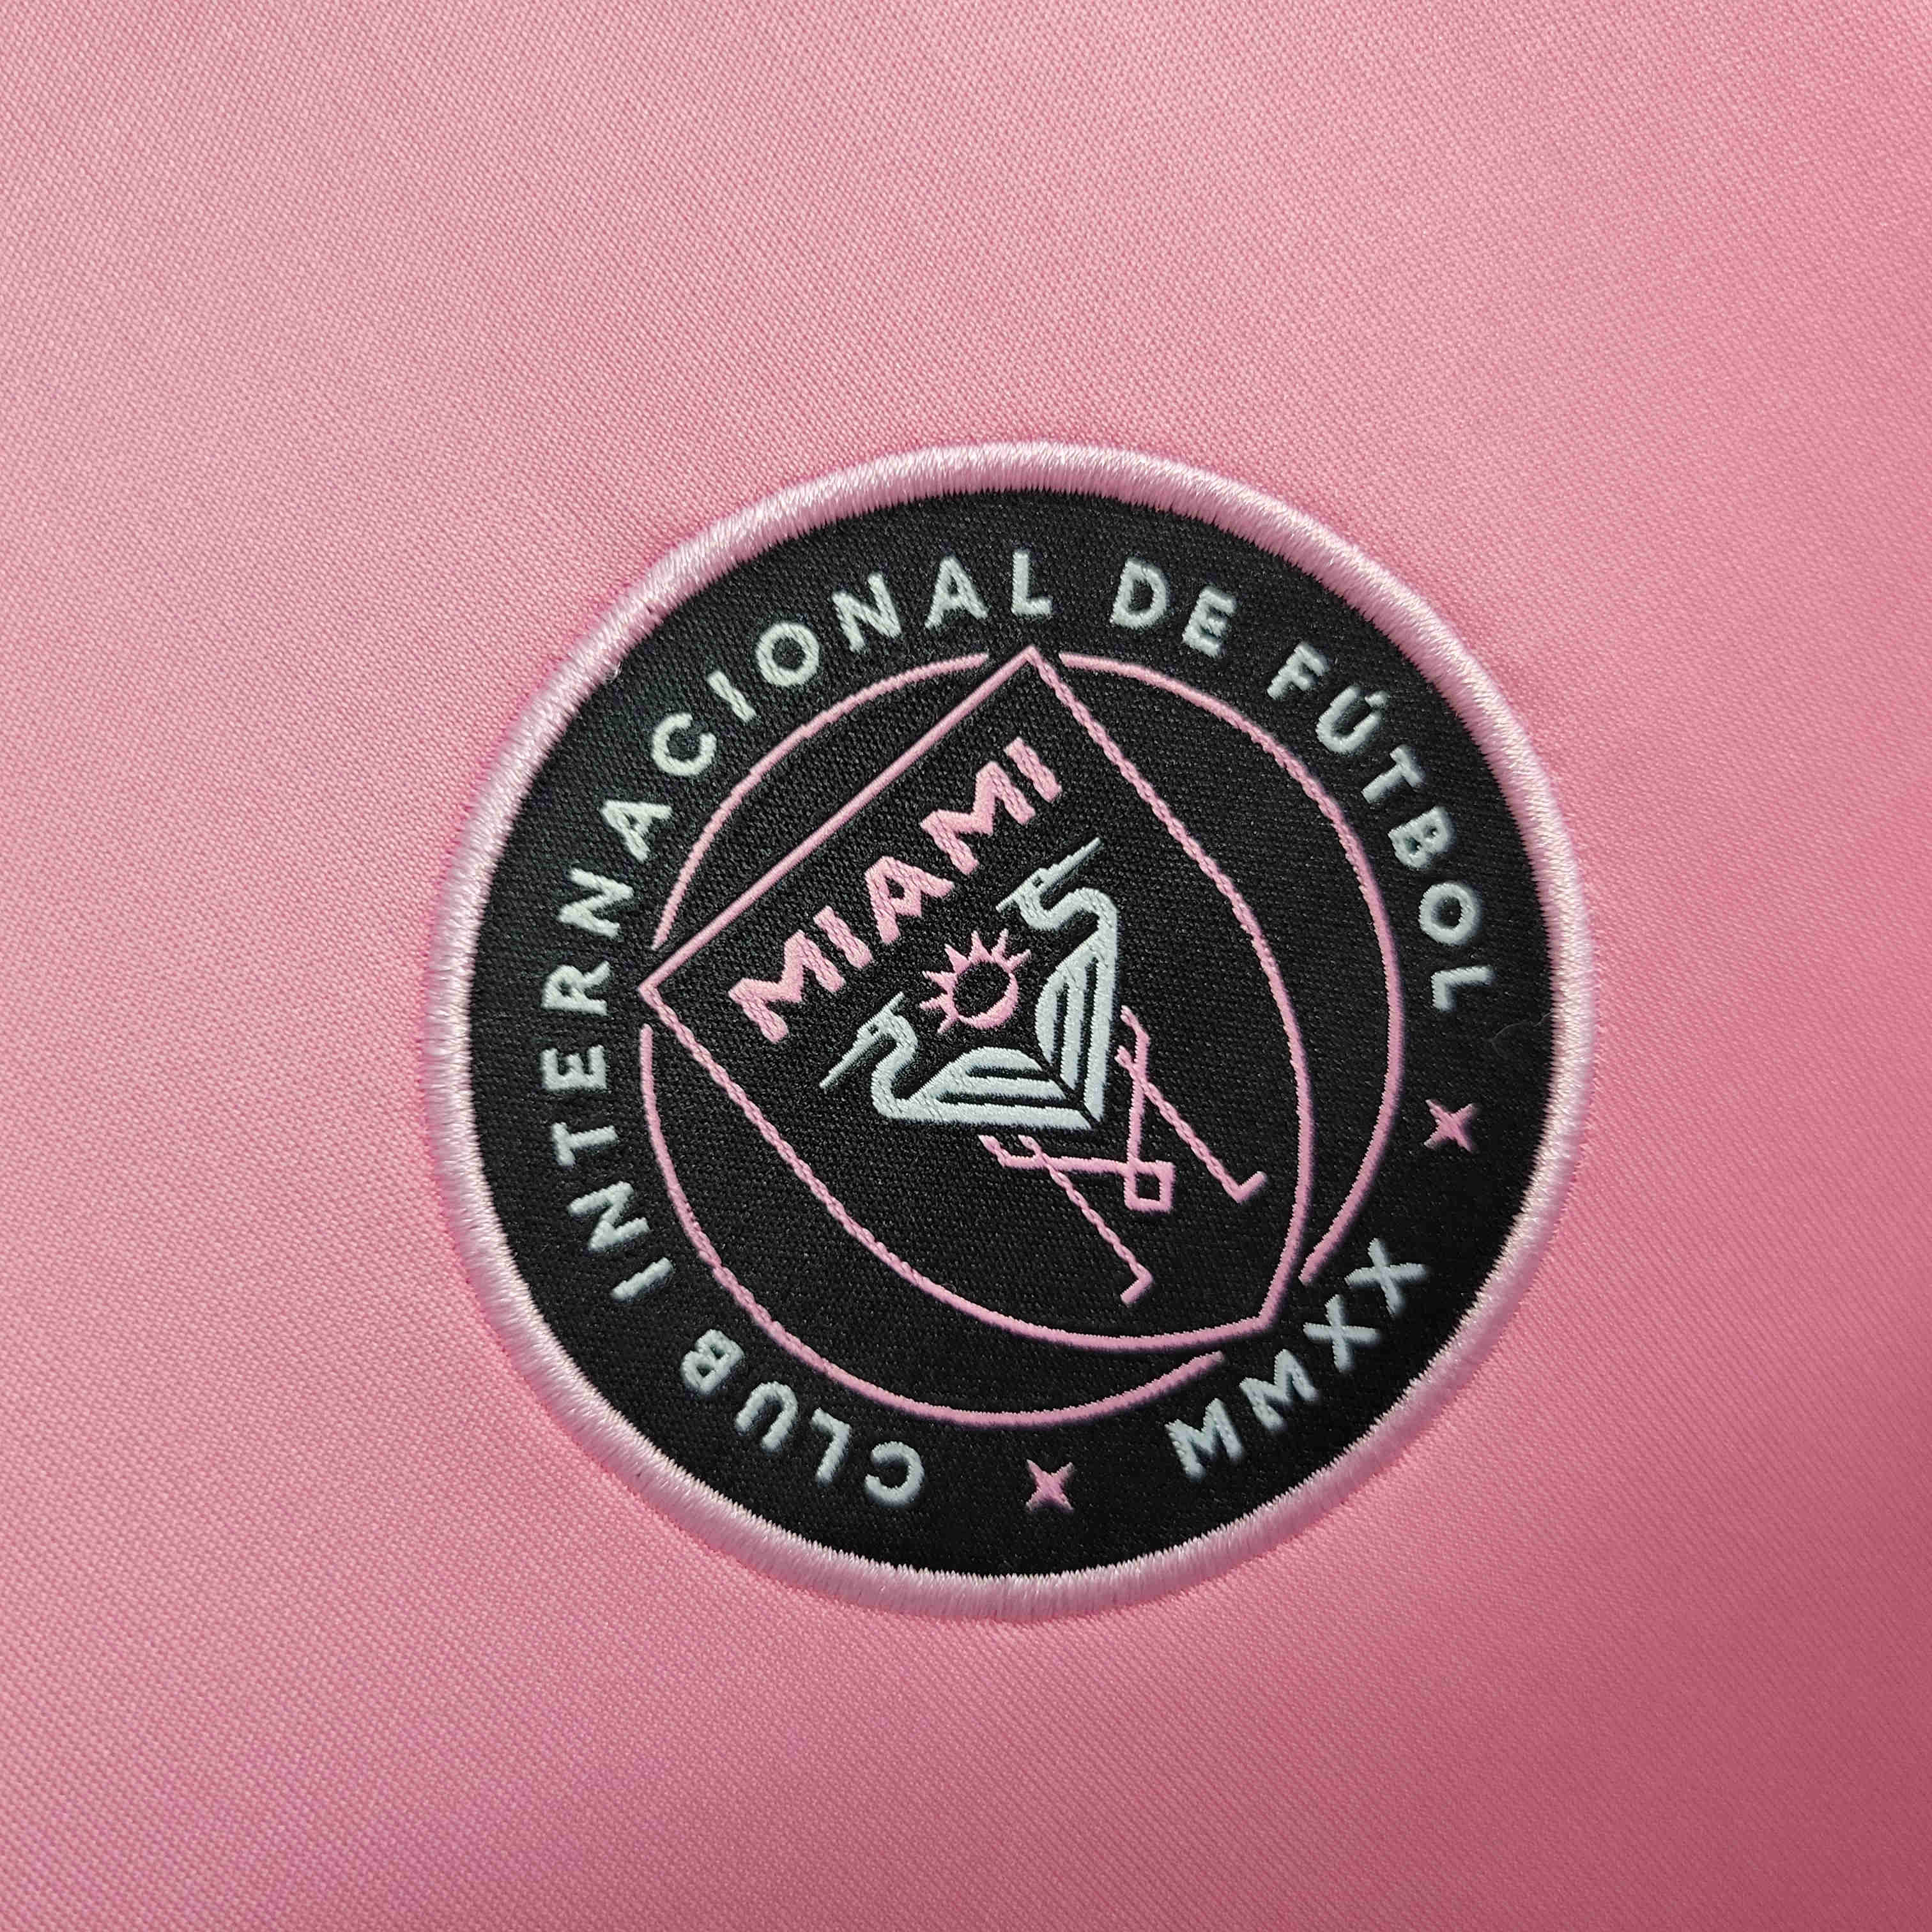 CLUB INTERNACIONAL DE FÚTBOL
MIAMI
MMXX